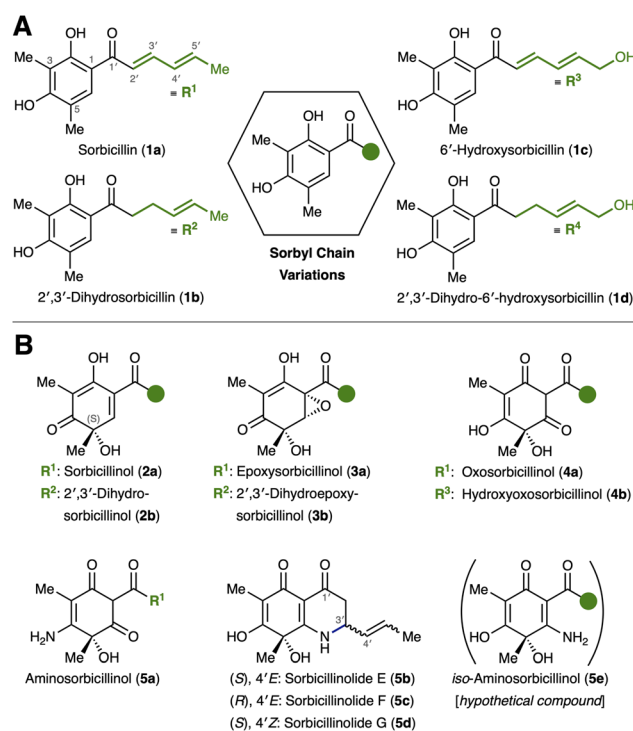 A
OH
O
Me
3
1
1′
3′
5′
2′
4′
Me
HO
5
Me
≡ R¹
Sorbicillin (1a)
OH
O
Me
OH
HO
Me
≡ R³
6′-Hydroxysorbicillin (1c)
OH
O
Me
HO
Me
Sorbyl Chain
Variations
OH
O
Me
Me
HO
Me
≡ R²
2′,3′-Dihydrosorbicillin (1b)
OH
O
Me
OH
HO
Me
≡ R⁴
2′,3′-Dihydro-6′-hydroxysorbicillin (1d)
B
OH
O
Me
O
(S)
Me
OH
R¹: Sorbicillinol (2a)
R²: 2′,3′-Dihydro-
sorbicillinol (2b)
OH
O
Me
O
O
Me
OH
R¹: Epoxysorbicillinol (3a)
R²: 2′,3′-Dihydroepoxy-
sorbicillinol (3b)
O
O
Me
HO
O
Me
OH
R¹: Oxosorbicillinol (4a)
R³: Hydroxyoxosorbicillinol (4b)
O
O
Me
R¹
H₂N
O
Me
OH
Aminosorbicillinol (5a)
O
O
Me
1′
3′
HO
N
H
4′
Me
Me
OH
(S), 4′E: Sorbicillinolide E (5b)
(R), 4′E: Sorbicillinolide F (5c)
(S), 4′Z: Sorbicillinolide G (5d)
O
O
Me
HO
NH₂
Me
OH
iso-Aminosorbicillinol (5e)
[hypothetical compound]